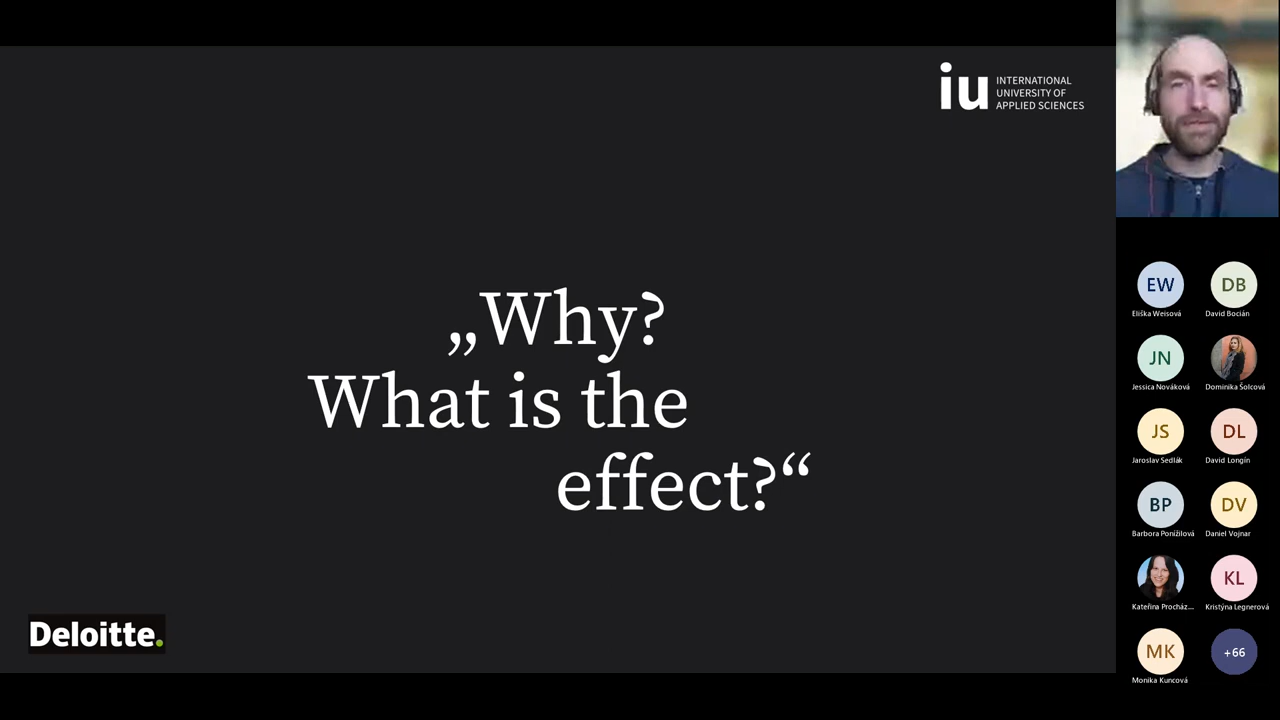 iu
INTERNATIONAL
UNIVERSITY OF
APPLIED SCIENCES
„Why?
What is the
effect?“
Deloitte.
EW
DB
Eliška Weisová
David Bocián
JN
Jessica Nováková
Dominika Šolcová
JS
DL
Jaroslav Sedlák
David Longín
BP
DV
Barbora Ponížilová
Daniel Vojnar
KL
Kateřina Procház...
Kristýna Legnerová
MK
+66
Monika Kuncová